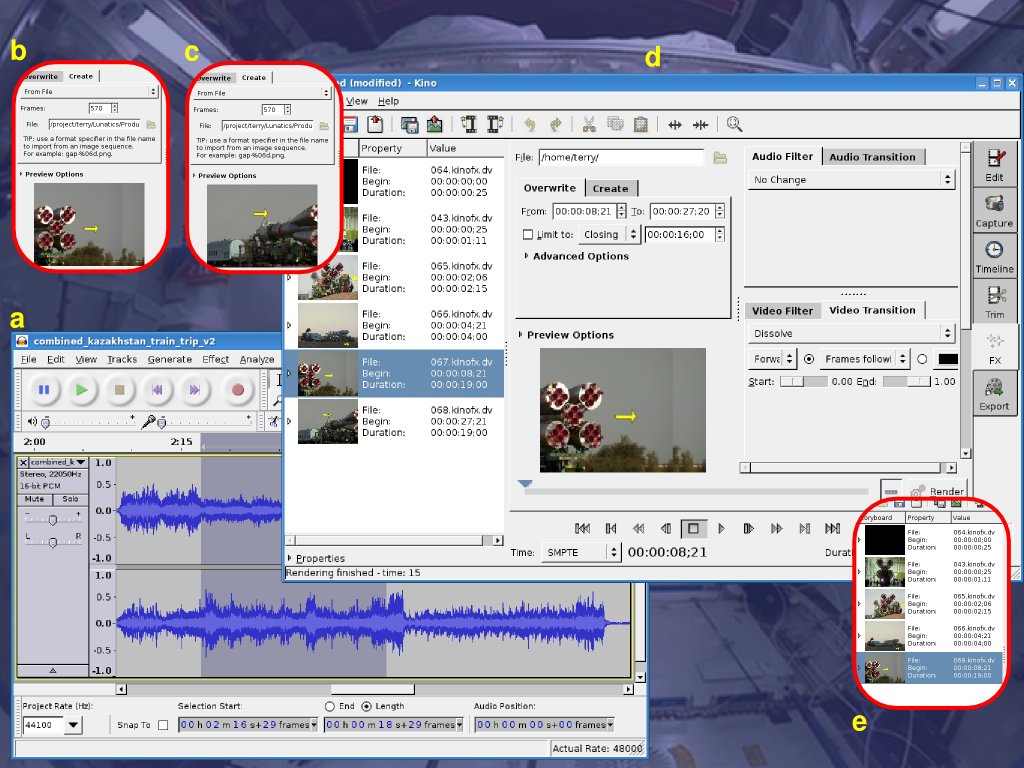 b
c
d
Overwrite
Create
From File
Frames:
570
File:
/project/terry/Lunatics/Produ
TIP: use a format specifier in the file name
to import from an image sequence.
For example: gap-%06d.png.
Preview Options
Overwrite
Create
From File
Frames:
570
File:
/project/terry/Lunatics/Produ
TIP: use a format specifier in the file name
to import from an image sequence.
For example: gap-%06d.png.
Preview Options
(modified) - Kino
View
Help
Property
Value
File:
064.kinofx.dv
Begin:
00:00:00;00
Duration:
00:00:00;25
File:
043.kinofx.dv
Begin:
00:00:00;25
Duration:
00:00:01;11
File:
065.kinofx.dv
Begin:
00:00:02;06
Duration:
00:00:02;15
File:
066.kinofx.dv
Begin:
00:00:04;21
Duration:
00:00:04;00
File:
067.kinofx.dv
Begin:
00:00:08;21
Duration:
00:00:19;00
File:
068.kinofx.dv
Begin:
00:00:27;21
Duration:
00:00:19;00
Properties
Rendering finished - time: 15
File:
/home/terry/
Overwrite
Create
From:
00:00:08;21
To:
00:00:27;20
Limit to:
Closing
00:00:16;00
Advanced Options
Preview Options
Time:
SMPTE
00:00:08;21
Audio Filter
Audio Transition
No Change
Video Filter
Video Transition
Dissolve
Forwa
Frames followi
Start:
0.00
End:
1.00
Render
Edit
Capture
Timeline
Trim
FX
Export
a
combined_kazakhstan_train_trip_v2
File
Edit
View
Tracks
Generate
Effect
Analyze
2:00
2:15
combined_k
Stereo, 22050Hz
16-bit PCM
Mute
Solo
-
+
L
R
1.0
0.5
0.0
-0.5
-1.0
1.0
0.5
0.0
-0.5
-1.0
Project Rate (Hz):
44100
Snap To
Selection Start:
00 h 02 m 16 s+29 frames
End
Length
00 h 00 m 18 s+29 frames
Audio Position:
00 h 00 m 00 s+00 frames
Actual Rate: 48000
Property
Value
File:
064.kinofx.dv
Begin:
00:00:00;00
Duration:
00:00:00;25
File:
043.kinofx.dv
Begin:
00:00:00;25
Duration:
00:00:01;11
File:
065.kinofx.dv
Begin:
00:00:02;06
Duration:
00:00:02;15
File:
066.kinofx.dv
Begin:
00:00:04;21
Duration:
00:00:04;00
File:
069.kinofx.dv
Begin:
00:00:08;21
Duration:
00:00:19;00
e